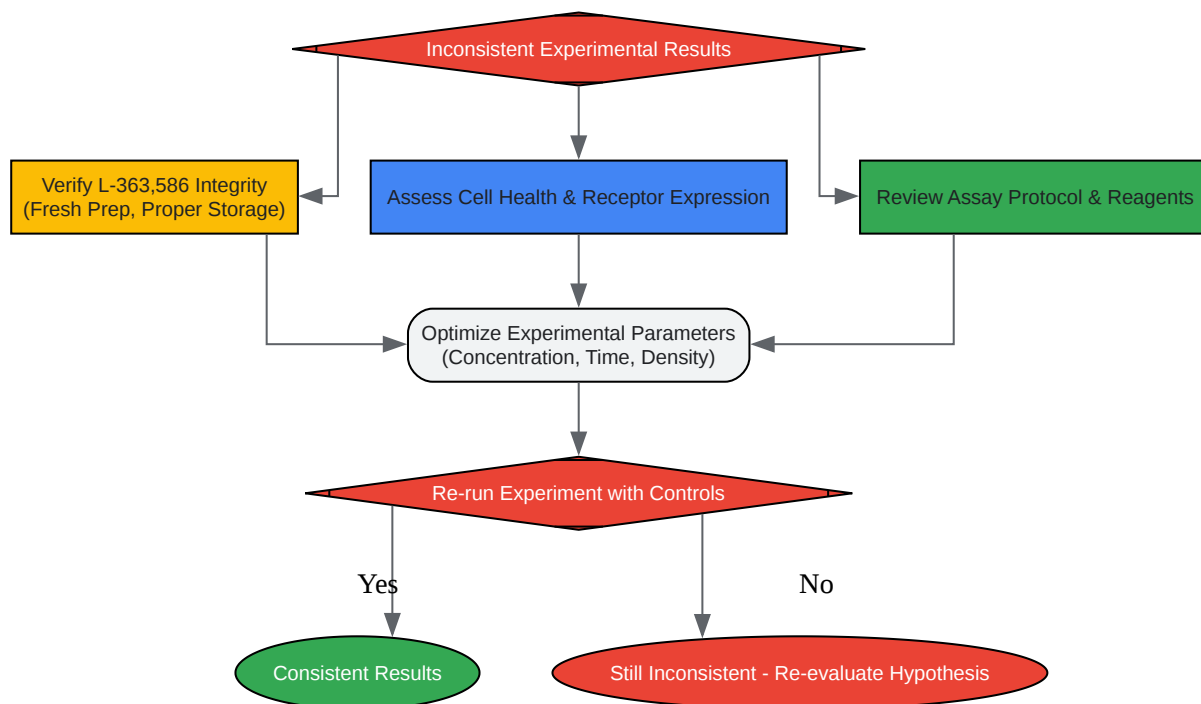 Inconsistent Experimental Results
Verify L-363,586 Integrity
(Fresh Prep, Proper Storage)
Assess Cell Health & Receptor Expression
Review Assay Protocol & Reagents
Optimize Experimental Parameters
(Concentration, Time, Density)
Re-run Experiment with Controls
Yes
No
Consistent Results
Still Inconsistent - Re-evaluate Hypothesis